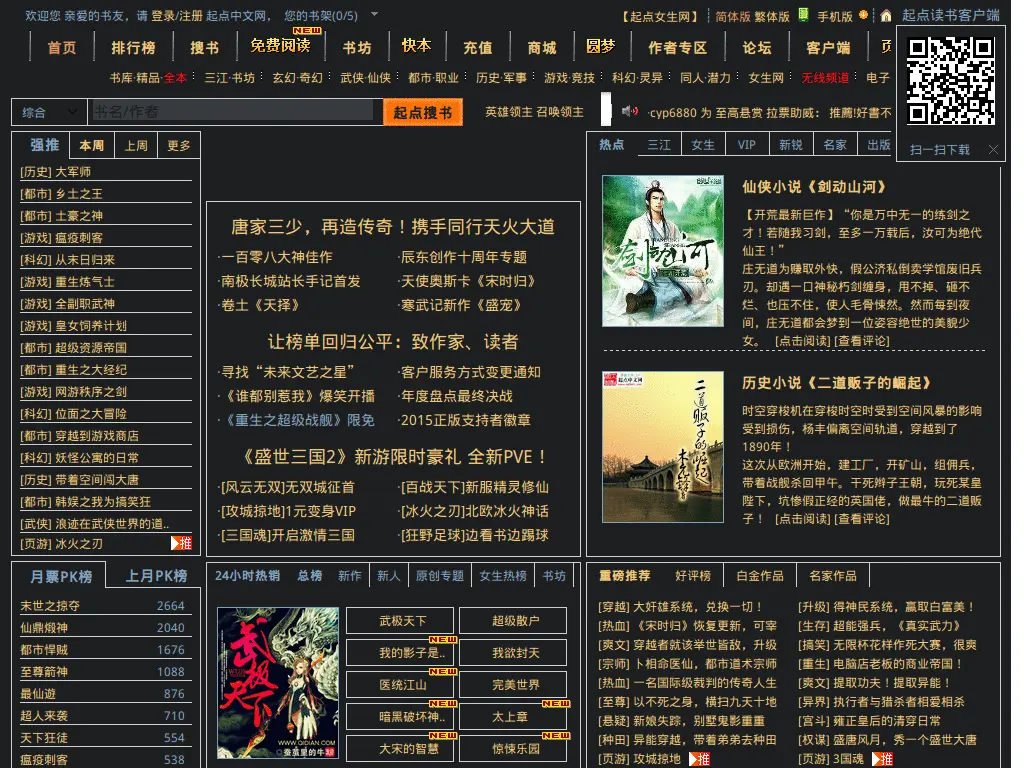 欢迎您 亲爱的书友，请 登录/注册 起点中文网， 您的书架(0/5)
【起点女生网】 简体版 繁体版 手机版 起点读书客户端
首页 排行榜 搜书 免费阅读 NEW 书坊 快本 充值 商城 圆梦 作者专区 论坛 客户端
书库·精品·全本 三江·书坊 玄幻·奇幻 武侠·仙侠 都市·职业 历史·军事 游戏·竞技 科幻·灵异 同人·潜力 女生网 无线频道 电子
综合 书名/作者 起点搜书 英雄领主 召唤领主 ·cyp6880 为 至高悬赏 拉票助威： 推薦!好書不
扫一扫下载
强推 本周 上周 更多
[历史] 大军师
[都市] 乡土之王
[都市] 土豪之神
[游戏] 瘟疫刺客
[科幻] 从末日归来
[游戏] 重生炼气士
[游戏] 全副职武神
[游戏] 皇女饲养计划
[都市] 超级资源帝国
[都市] 重生之大经纪
[游戏] 网游秩序之剑
[科幻] 位面之大冒险
[都市] 穿越到游戏商店
[科幻] 妖怪公寓的日常
[历史] 带着空间闯大唐
[都市] 韩娱之我为搞笑狂
[武侠] 浪迹在武侠世界的道..
[页游] 冰火之刃 推
唐家三少，再造传奇！携手同行天火大道
·一百零八大神佳作 ·辰东创作十周年专题
·南极长城站长手记首发 ·天使奥斯卡《宋时归》
·卷土《天择》 ·寒武记新作《盛宠》
让榜单回归公平：致作家、读者
·寻找“未来文艺之星” ·客户服务方式变更通知
·《谁都别惹我》爆笑开播 ·年度盘点最终决战
·《重生之超级战舰》限免 ·2015正版支持者徽章
《盛世三国2》新游限时豪礼 全新PVE！
·[风云无双]无双城征首 ·[百战天下]新服精灵修仙
·[攻城掠地]1元变身VIP ·[冰火之刃]北欧冰火神话
·[三国魂]开启激情三国 ·[狂野足球]边看书边踢球
热点 三江 女生 VIP 新锐 名家 出版
剑动山河
仙侠小说《剑动山河》
【开荒最新巨作】“你是万中无一的练剑之
才！若随我习剑，至多一万载后，汝可为绝代
仙王！”
庄无道为赚取外快，假公济私倒卖学馆废旧兵
刃。却遇一口神秘朽剑缠身，甩不掉、砸不
烂、也压不住，使人毛骨悚然。然而每到夜
间，庄无道都会梦到一位姿容绝世的美貌少
女。 [点击阅读] [查看评论]
二道贩子的崛起
历史小说《二道贩子的崛起》
时空穿梭机在穿梭时空时受到空间风暴的影响
受到损伤，杨丰偏离空间轨道，穿越到了
1890年！
这次从欧洲开始，建工厂，开矿山，组佣兵，
带着战舰杀回甲午。干死辫子王朝，玩死某皇
陛下，坑惨假正经的英国佬，做最牛的二道贩
子！ [点击阅读] [查看评论]
月票PK榜 上月PK榜
末世之掠夺 2664
仙鼎煅神 2040
都市悍贼 1676
至尊箭神 1088
最仙遊 876
超人来袭 710
天下狂徒 554
瘟疫刺客 538
24小时热销 总榜 新作 新人 原创专题 女生热榜 书坊
武极天下
WWW.QIDIAN.COM
蚕茧里的牛
武极天下 超级散户
我的影子是.. NEW 我欲封天
医统江山 NEW 完美世界
暗黑破坏神.. NEW 太上章 NEW
大宋的智慧 NEW 惊悚乐园 NEW
重磅推荐 好评榜 白金作品 名家作品
[穿越] 大奸雄系统，兑换一切！ [升级] 得神民系统，赢取白富美！
[热血] 《宋时归》恢复更新，可宰 [生存] 超能强兵，《真实武力》
[爽文] 穿越者就该举世皆敌，升级 [搞笑] 无限杯花样作死大赛，很爽
[宗师] 卜相命医仙，都市道术宗师 [重生] 电脑店老板的商业帝国！
[热血] 一名国际级裁判的传奇人生 [爽文] 提取功夫！提取异能！
[至尊] 以不死之身，横扫九天十地 [异界] 执行者与猎杀者相爱相杀
[悬疑] 新娘失踪，别墅鬼影重重 [宫斗] 雍正皇后的清穿日常
[种田] 异能穿越，带着弟弟去种田 [权谋] 盛唐风月，秀一个盛世大唐
[页游] 攻城掠地 推 [页游] 3国魂 推